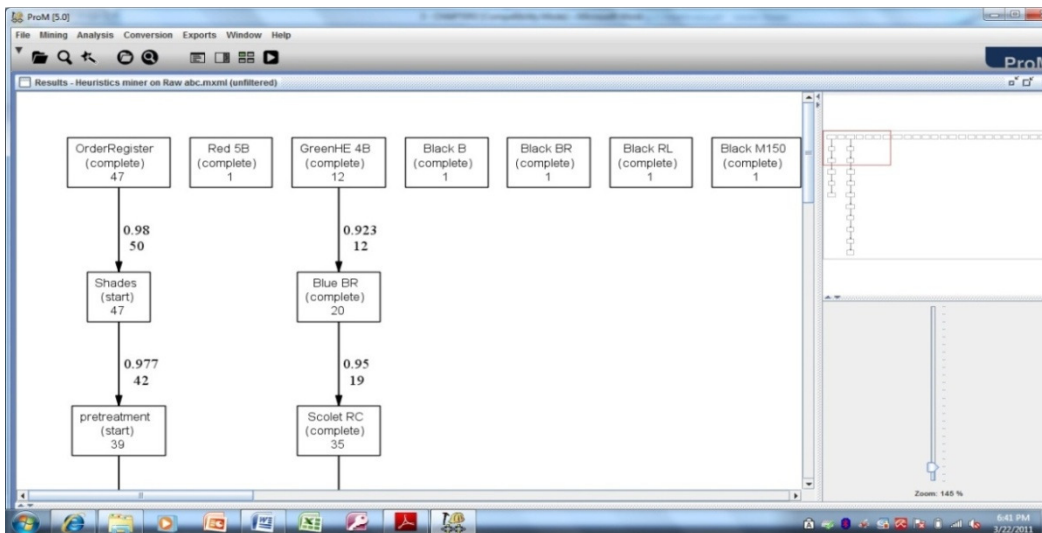 ProM [5.0]
File Mining Analysis Conversion Exports Window Help
ProM
Results - Heuristics miner on Raw abc.mxml (unfiltered)
OrderRegister
(complete)
47
Red 5B
(complete)
1
GreenHE 4B
(complete)
12
Black B
(complete)
1
Black BR
(complete)
1
Black RL
(complete)
1
Black M150
(complete)
1
0.98
50
0.923
12
Shades
(start)
47
Blue BR
(complete)
20
0.977
42
0.95
19
pretreatment
(start)
39
Scolet RC
(complete)
35
Zoom: 145 %
6:41 PM
3/22/2011